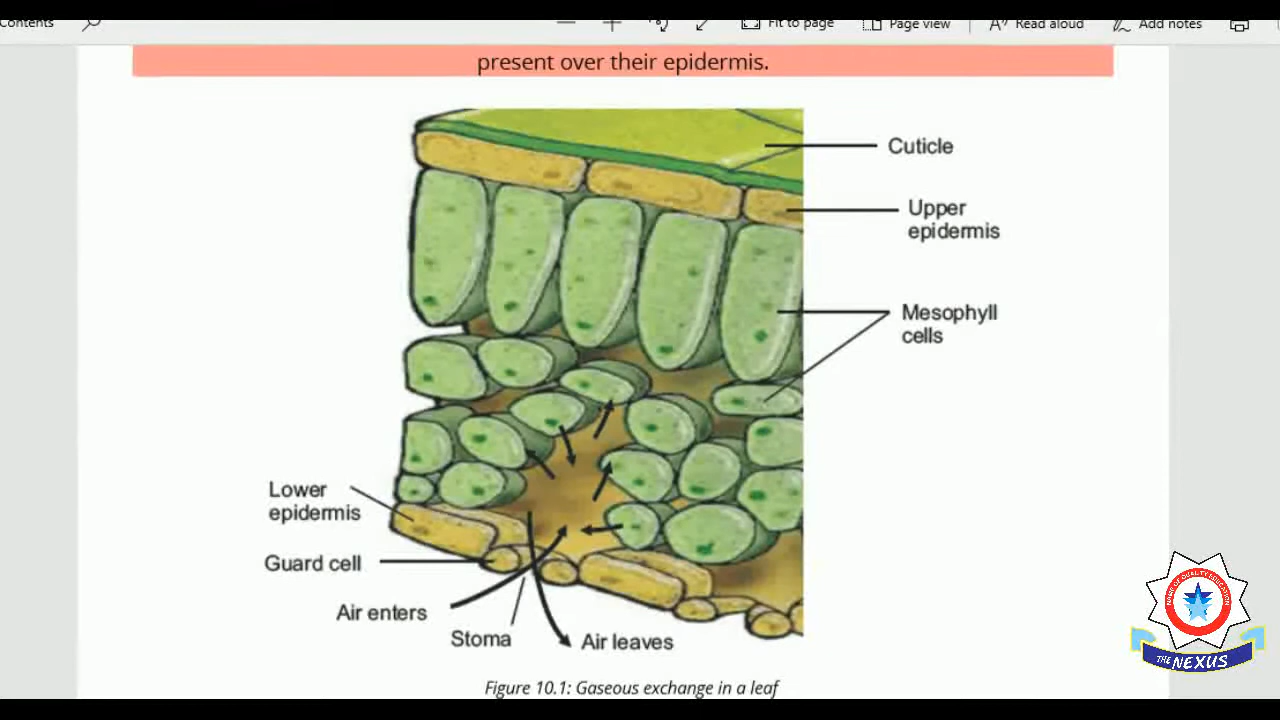 Contents
Fit to page
Page view
Read aloud
Add notes
present over their epidermis.
Cuticle
Upper
epidermis
Mesophyll
cells
Lower
epidermis
Guard cell
Air enters
Stoma
Air leaves
Figure 10.1: Gaseous exchange in a leaf
THE NEXUS